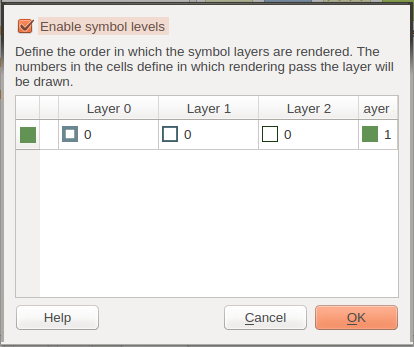 Enable symbol levels
Define the order in which the symbol layers are rendered. The
numbers in the cells define in which rendering pass the layer will
be drawn.
Layer 0 Layer 1 Layer 2 ayer
0 0 0 1
Help Cancel OK